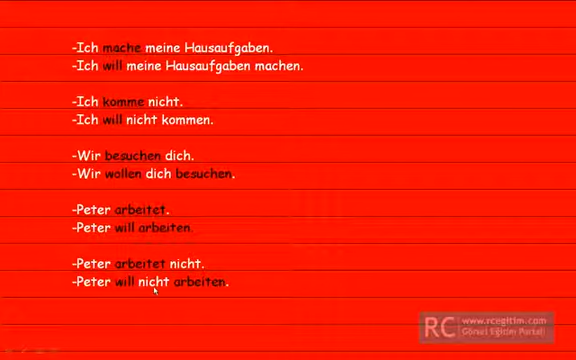 -Ich mache meine Hausaufgaben.
-Ich will meine Hausaufgaben machen.
-Ich komme nicht.
-Ich will nicht kommen.
-Wir besuchen dich.
-Wir wollen dich besuchen.
-Peter arbeitet.
-Peter will arbeiten.
-Peter arbeitet nicht.
-Peter will nicht arbeiten.
RC www.rcegitim.com
Görsel Eğitim Portalı